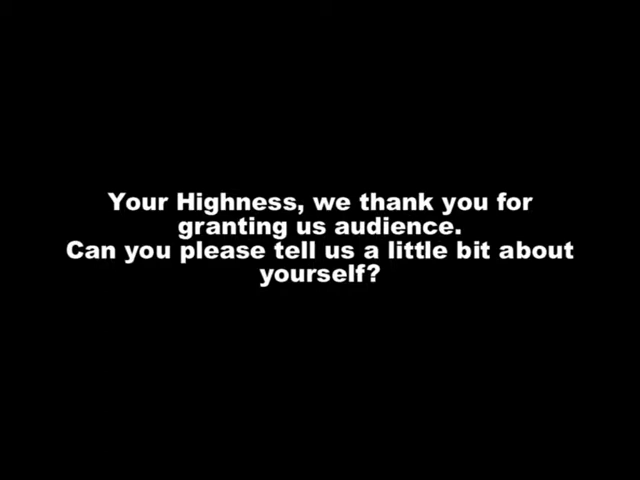 Your Highness, we thank you for
granting us audience.
Can you please tell us a little bit about
yourself?